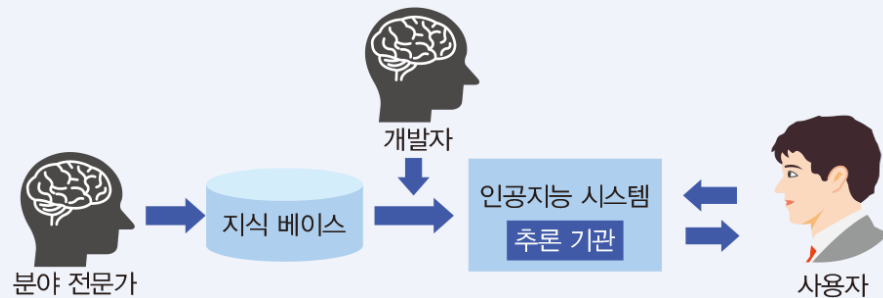 개발자
지식 베이스
인공지능 시스템
추론 기관
분야 전문가
사용자